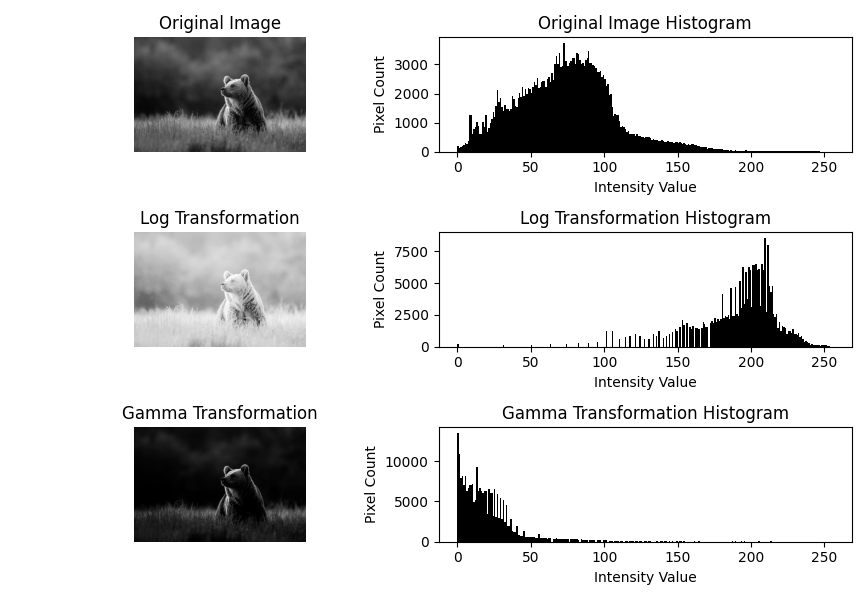 Original Image
Original Image Histogram
Pixel Count
3000
2000
1000
0
0 50 100 150 200 250
Intensity Value
Log Transformation
Log Transformation Histogram
Pixel Count
7500
5000
2500
0
0 50 100 150 200 250
Intensity Value
Gamma Transformation
Gamma Transformation Histogram
Pixel Count
10000
5000
0
0 50 100 150 200 250
Intensity Value